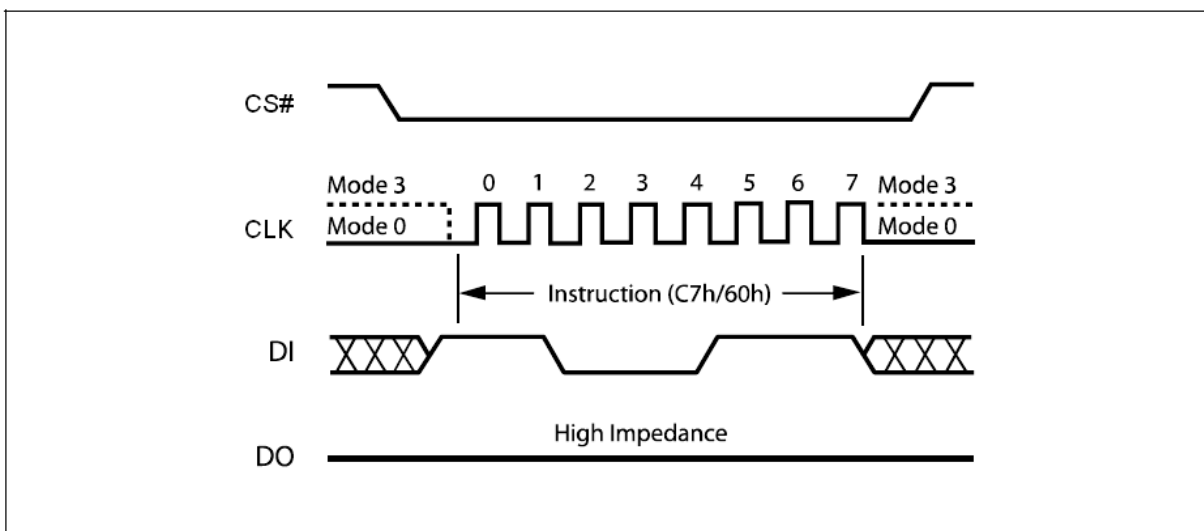 CS#
Mode 3 0 1 2 3 4 5 6 7 Mode 3
CLK Mode 0 Mode 0
Instruction (C7h/60h)
DI
High Impedance
DO